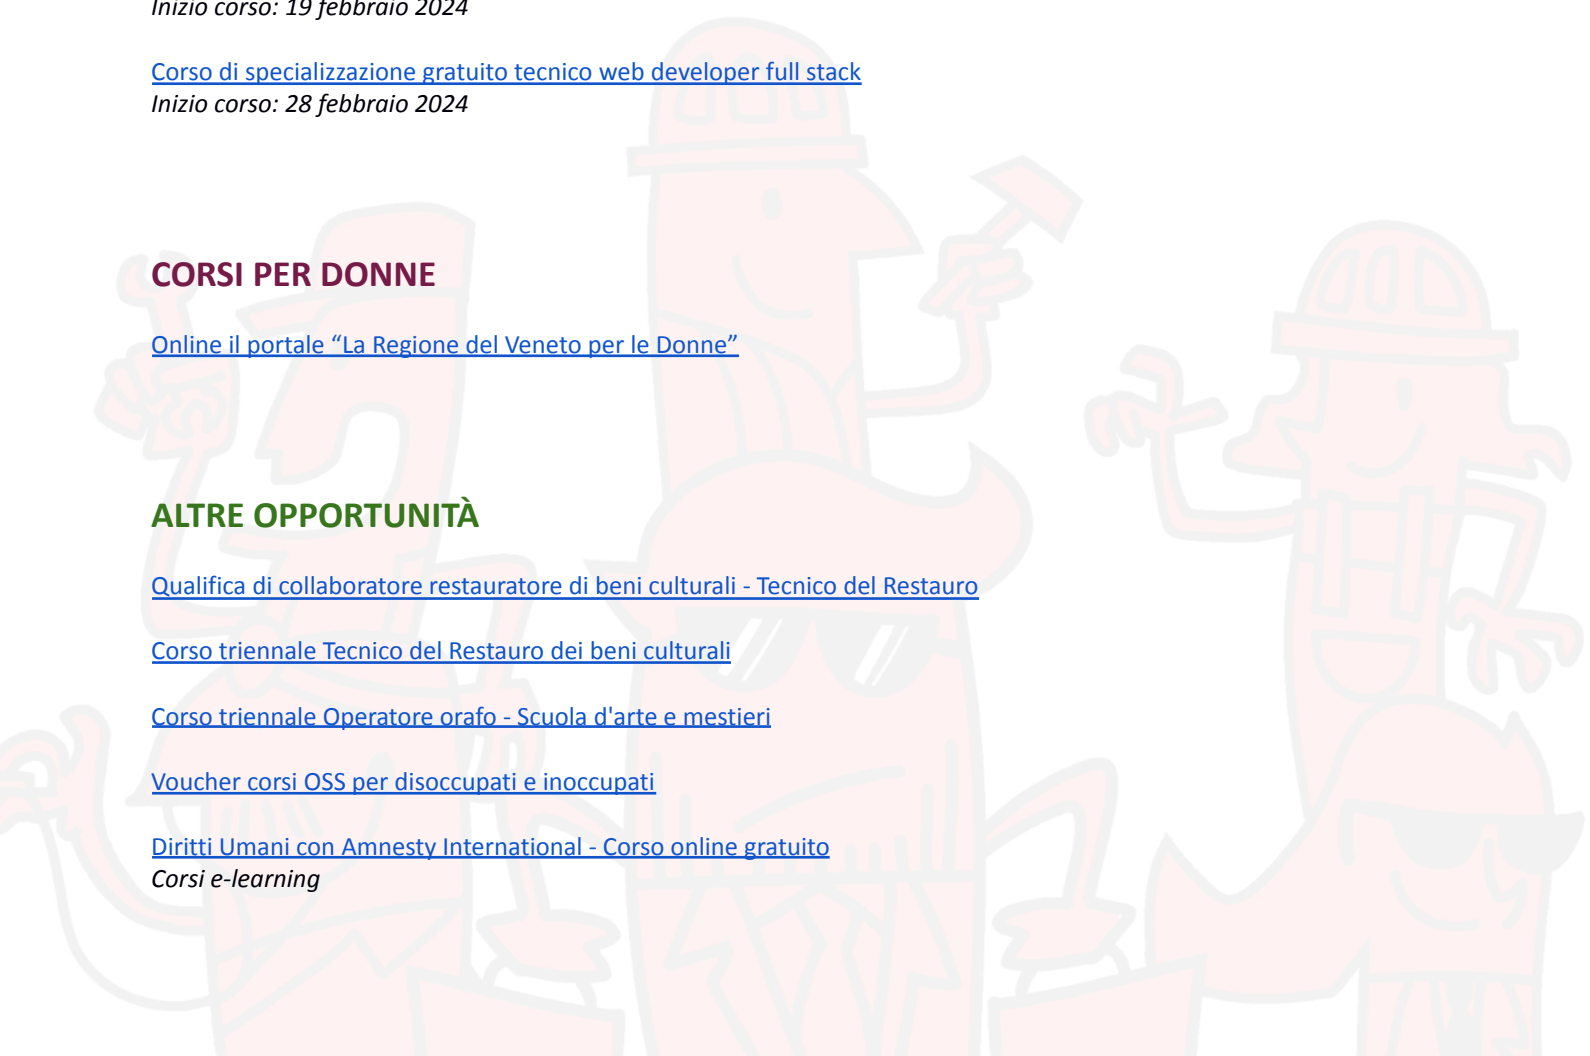 Inizio corso: 19 febbraio 2024
Corso di specializzazione gratuito tecnico web developer full stack
Inizio corso: 28 febbraio 2024
CORSI PER DONNE
Online il portale “La Regione del Veneto per le Donne”
ALTRE OPPORTUNITÀ
Qualifica di collaboratore restauratore di beni culturali - Tecnico del Restauro
Corso triennale Tecnico del Restauro dei beni culturali
Corso triennale Operatore orafo - Scuola d'arte e mestieri
Voucher corsi OSS per disoccupati e inoccupati
Diritti Umani con Amnesty International - Corso online gratuito
Corsi e-learning